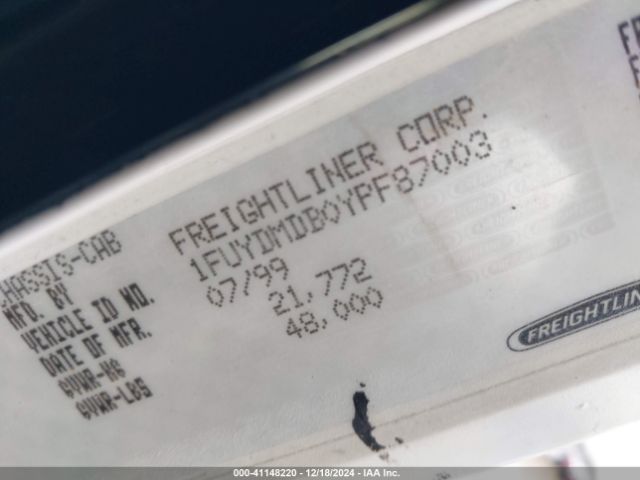 CHASSIS-CAB
MFD. BY FREIGHTLINER CORP.
VEHICLE ID NO. 1FUYDMDB0YPF87003
DATE OF MFR. 07/99
GVWR-KG 21,772
GVWR-LBS 48,000
FREIGHTLIN
000-41148220 - 12/18/2024 - IAA Inc.